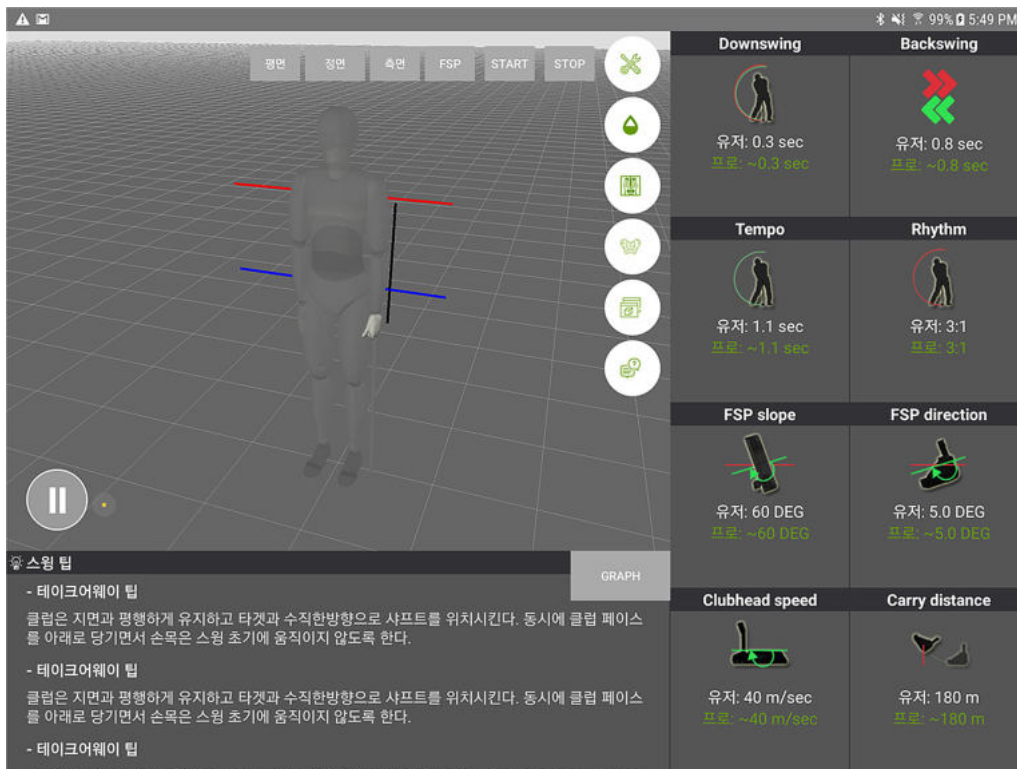 99% 5:49 PM
평면 정면 측면 FSP START STOP
Downswing
유저: 0.3 sec
프로: ~0.3 sec
Backswing
유저: 0.8 sec
프로: ~0.8 sec
Tempo
유저: 1.1 sec
프로: ~1.1 sec
Rhythm
유저: 3:1
프로: 3:1
FSP slope
유저: 60 DEG
프로: ~60 DEG
FSP direction
유저: 5.0 DEG
프로: ~5.0 DEG
Clubhead speed
유저: 40 m/sec
프로: ~40 m/sec
Carry distance
유저: 180 m
프로: ~180 m
스윙 팁
GRAPH
- 테이크어웨이 팁
클럽은 지면과 평행하게 유지하고 타겟과 수직한방향으로 샤프트를 위치시킨다. 동시에 클럽 페이스
를 아래로 당기면서 손목은 스윙 초기에 움직이지 않도록 한다.
- 테이크어웨이 팁
클럽은 지면과 평행하게 유지하고 타겟과 수직한방향으로 샤프트를 위치시킨다. 동시에 클럽 페이스
를 아래로 당기면서 손목은 스윙 초기에 움직이지 않도록 한다.
- 테이크어웨이 팁